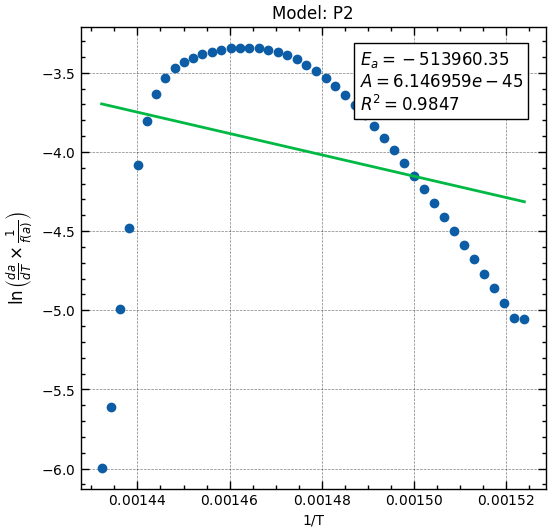 Model: P2
E_a = −513960.35
A = 6.146959e − 45
R² = 0.9847
−3.5
−4.0
−4.5
−5.0
−5.5
−6.0
ln(da/dT × 1/f(a))
0.00144 0.00146 0.00148 0.00150 0.00152
1/T